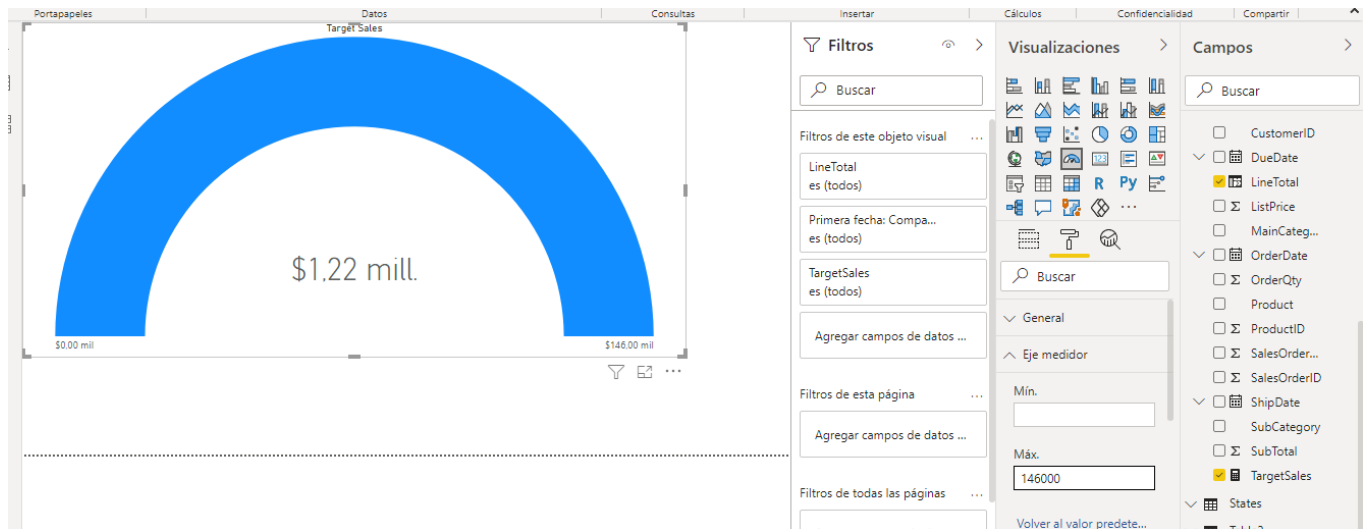 Portapapeles Datos Consultas Insertar Cálculos Confidencialidad Compartir
Target Sales
$1,22 mill.
$0,00 mil
$146,00 mil
Filtros
Buscar
Filtros de este objeto visual
LineTotal
es (todos)
Primera fecha: Compa...
es (todos)
TargetSales
es (todos)
Agregar campos de datos ...
Filtros de esta página
Agregar campos de datos ...
Filtros de todas las páginas
Visualizaciones
123
R Py
Buscar
General
Eje medidor
Mín.
Máx.
146000
Volver al valor predete...
Campos
Buscar
CustomerID
DueDate
LineTotal
Σ ListPrice
MainCateg...
OrderDate
Σ OrderQty
Product
Σ ProductID
Σ SalesOrder...
Σ SalesOrderID
ShipDate
SubCategory
Σ SubTotal
TargetSales
States